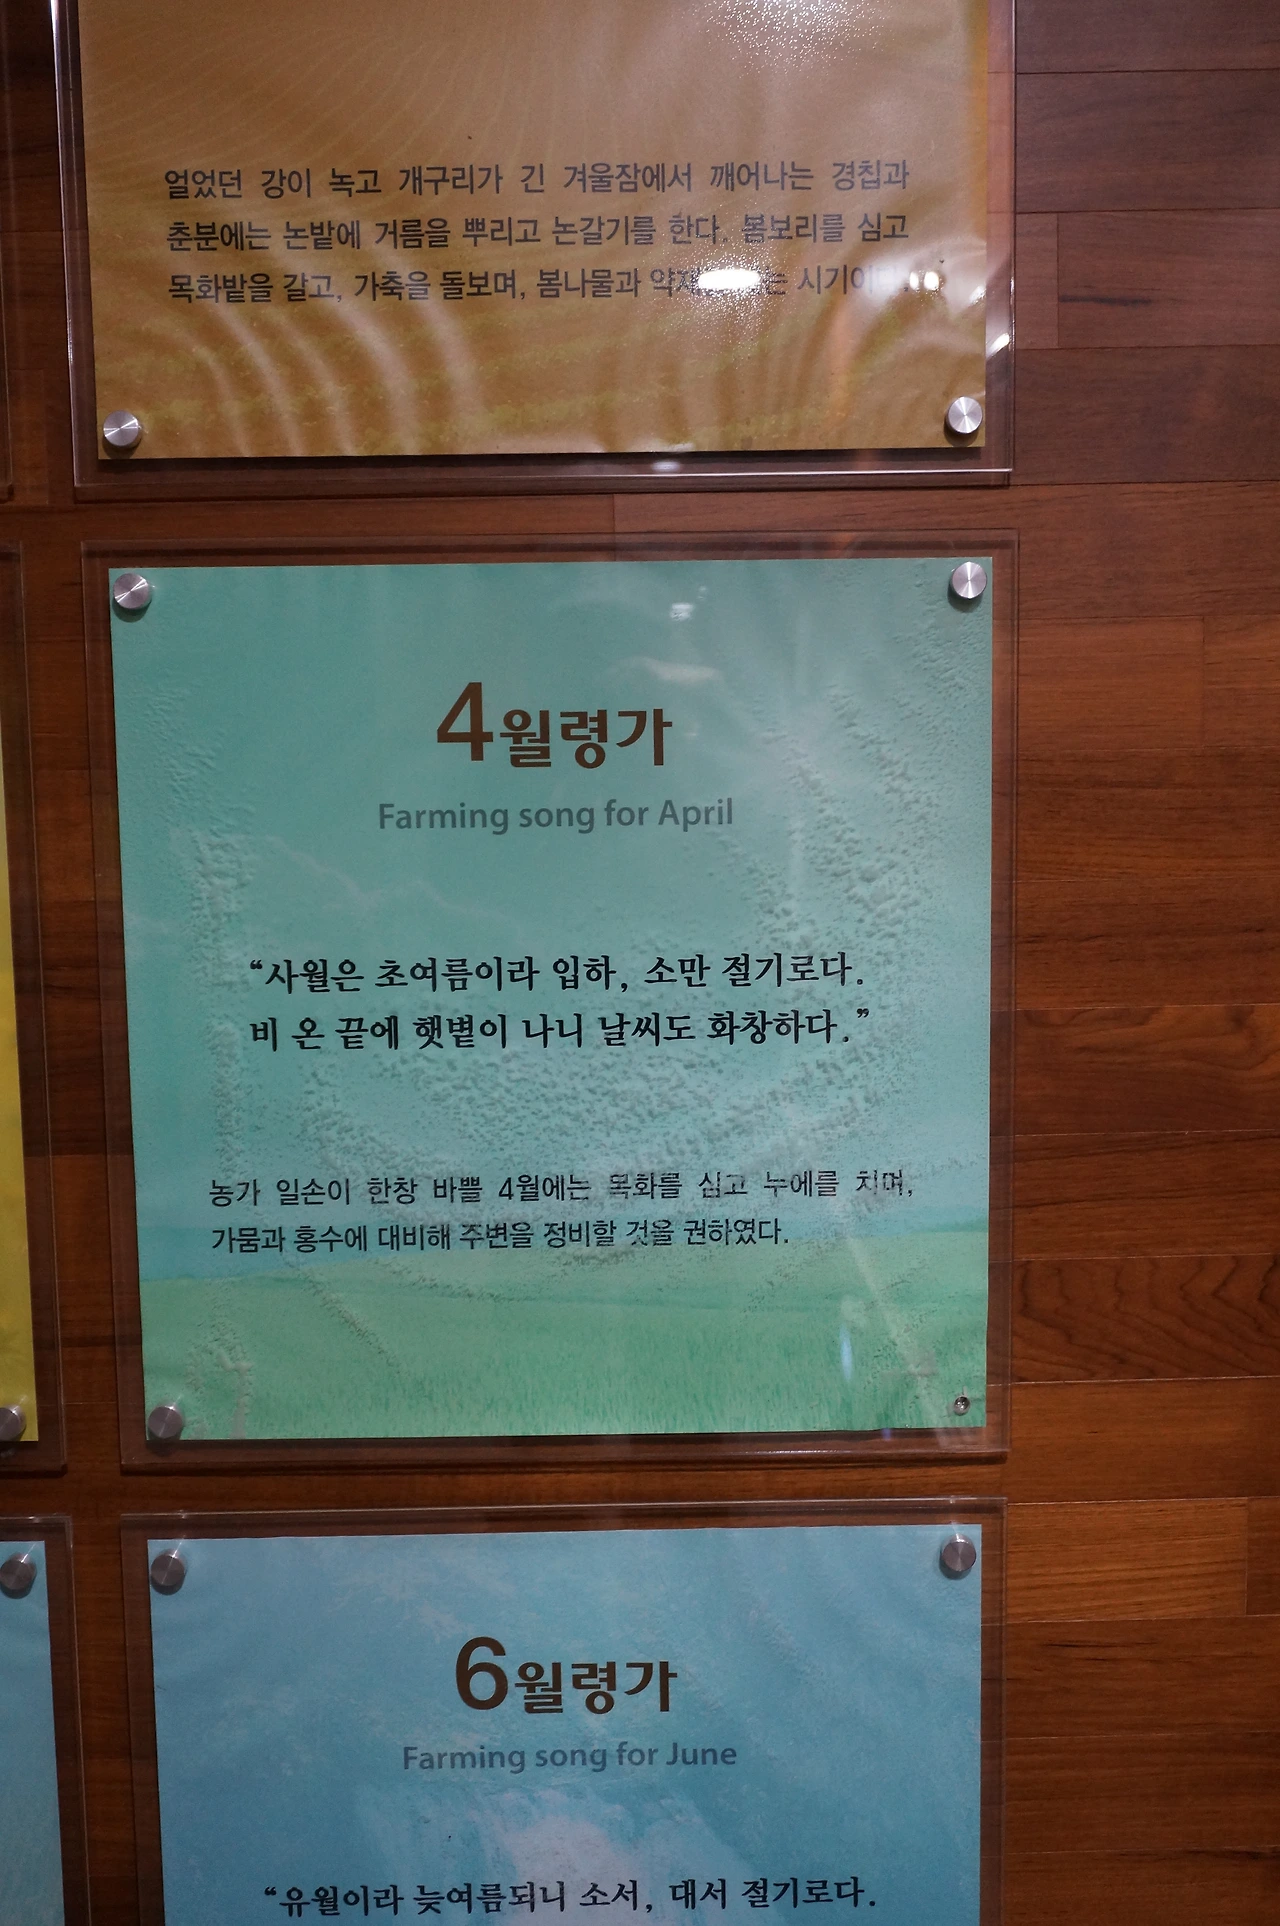 얼었던 강이 녹고 개구리가 긴 겨울잠에서 깨어나는 경칩과
춘분에는 논밭에 거름을 뿌리고 논갈기를 한다. 봄보리를 심고
목화밭을 갈고, 가축을 돌보며, 봄나물과 시기이다.
4월령가
Farming song for April
“사월은 초여름이라 입하, 소만 절기로다.
비 온 끝에 햇볕이 나니 날씨도 화창하다.”
농가 일손이 한창 바쁠 4월에는 목화를 심고 누에를 치며,
가뭄과 홍수에 대비해 주변을 정비할 것을 권하였다.
6월령가
Farming song for June
“유월이라 늦여름되니 소서, 대서 절기로다.